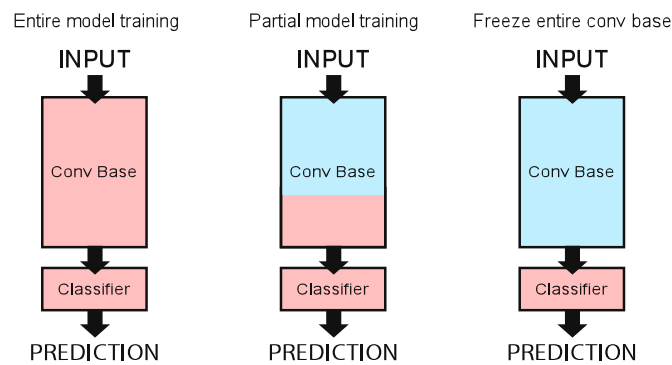 Entire model training
INPUT
Conv Base
Classifier
PREDICTION
Partial model training
INPUT
Conv Base
Classifier
PREDICTION
Freeze entire conv base
INPUT
Conv Base
Classifier
PREDICTION